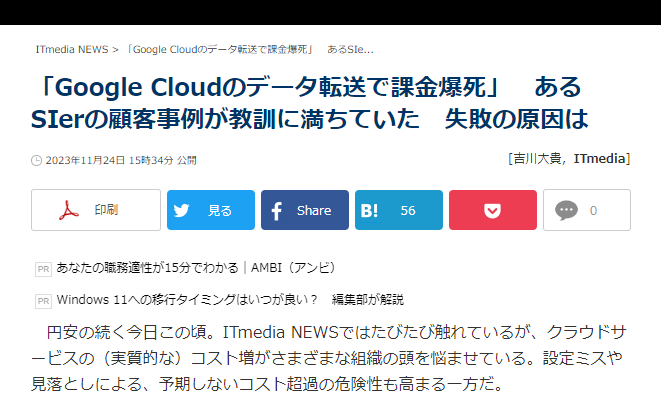 ITmedia NEWS > 「Google Cloudのデータ転送で課金爆死」 あるSIe...
「Google Cloudのデータ転送で課金爆死」 ある
SIerの顧客事例が教訓に満ちていた 失敗の原因は
2023年11月24日 15時34分 公開
[吉川大貴，ITmedia]
印刷 見る Share B! 56 0
PR あなたの職務適性が15分でわかる｜AMBI（アンビ）
PR Windows 11への移行タイミングはいつが良い？ 編集部が解説
円安の続く今日この頃。ITmedia NEWSではたびたび触れているが、クラウドサ
ービスの（実質的な）コスト増がさまざまな組織の頭を悩ませている。設定ミスや
見落としによる、予期しないコスト超過の危険性も高まる一方だ。